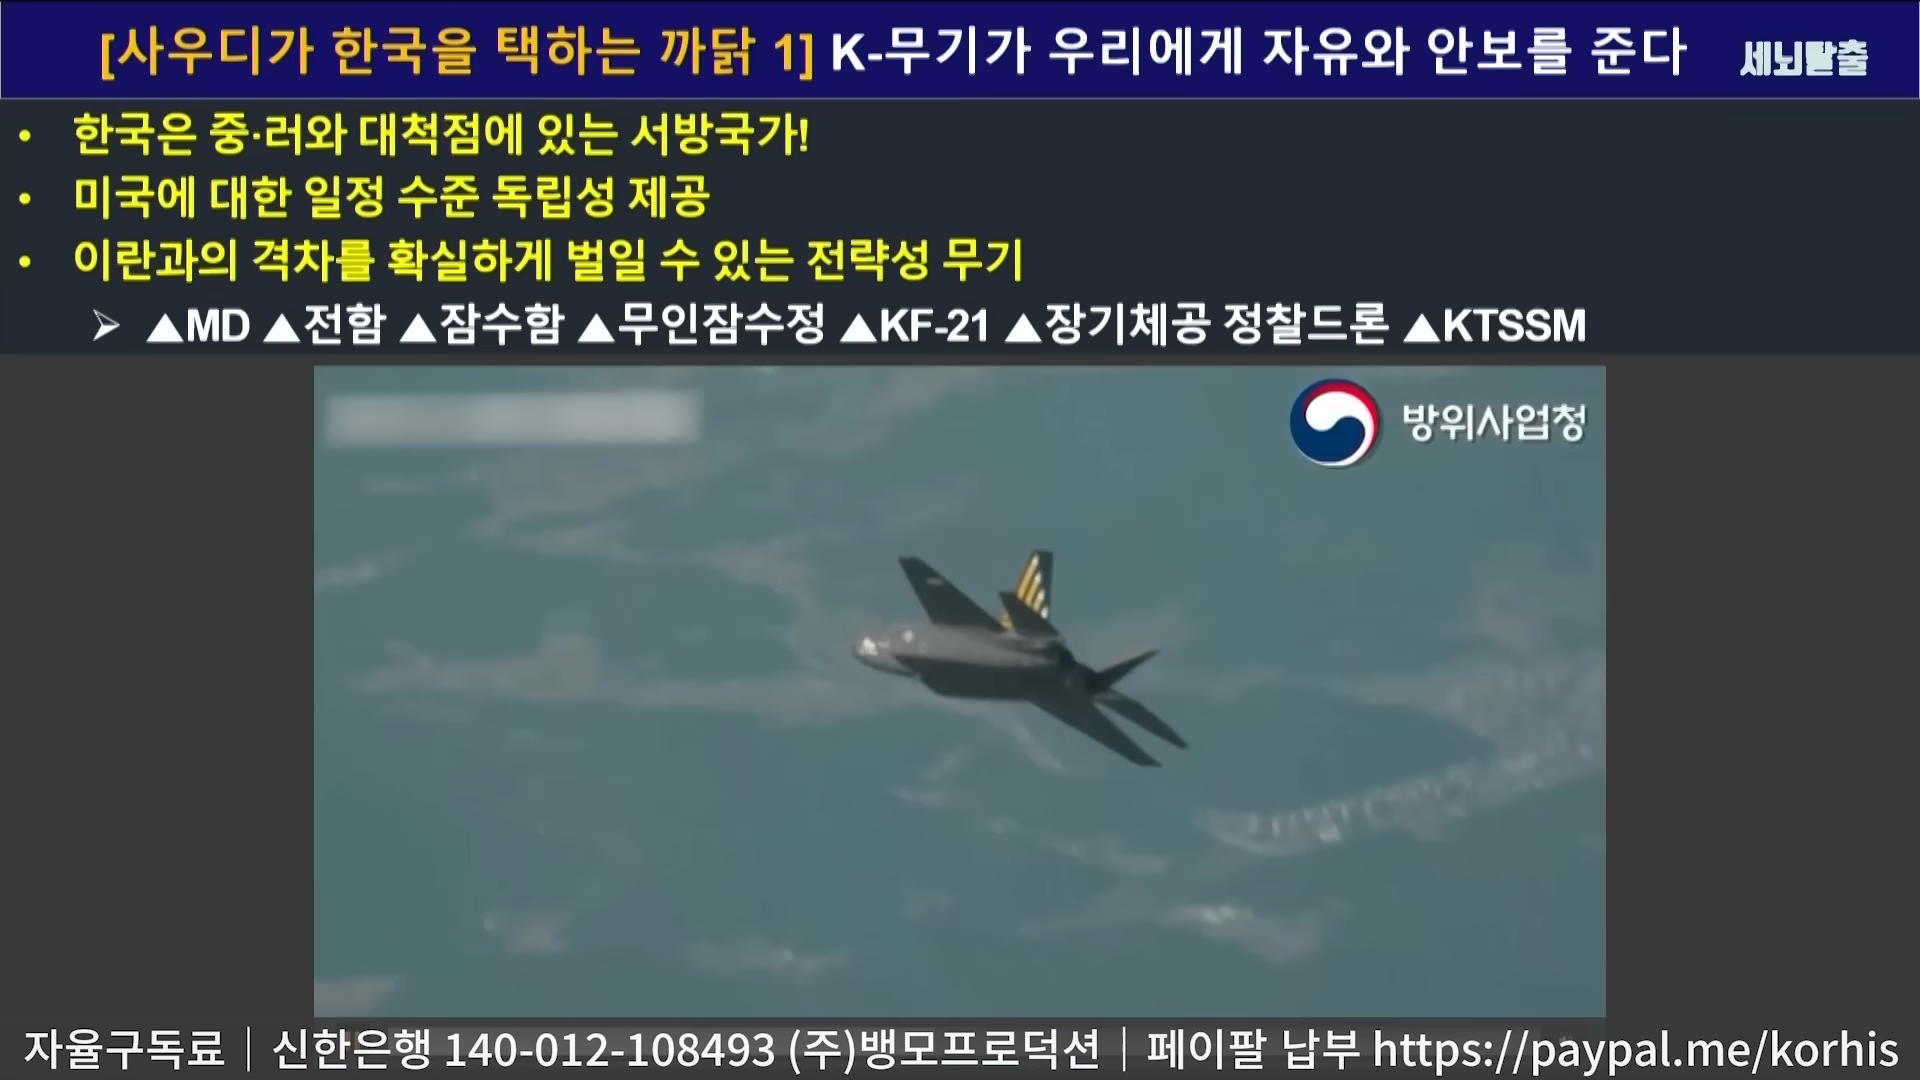 [사우디가 한국을 택하는 까닭 1] K-무기가 우리에게 자유와 안보를 준다
세뇌탈출
• 한국은 중·러와 대척점에 있는 서방국가!
• 미국에 대한 일정 수준 독립성 제공
• 이란과의 격차를 확실하게 벌일 수 있는 전략성 무기
➢ ▲MD ▲전함 ▲잠수함 ▲무인잠수정 ▲KF-21 ▲장기체공 정찰드론 ▲KTSSM
방위사업청
자율구독료｜신한은행 140-012-108493 (주)뱅모프로덕션｜페이팔 납부 https://paypal.me/korhis